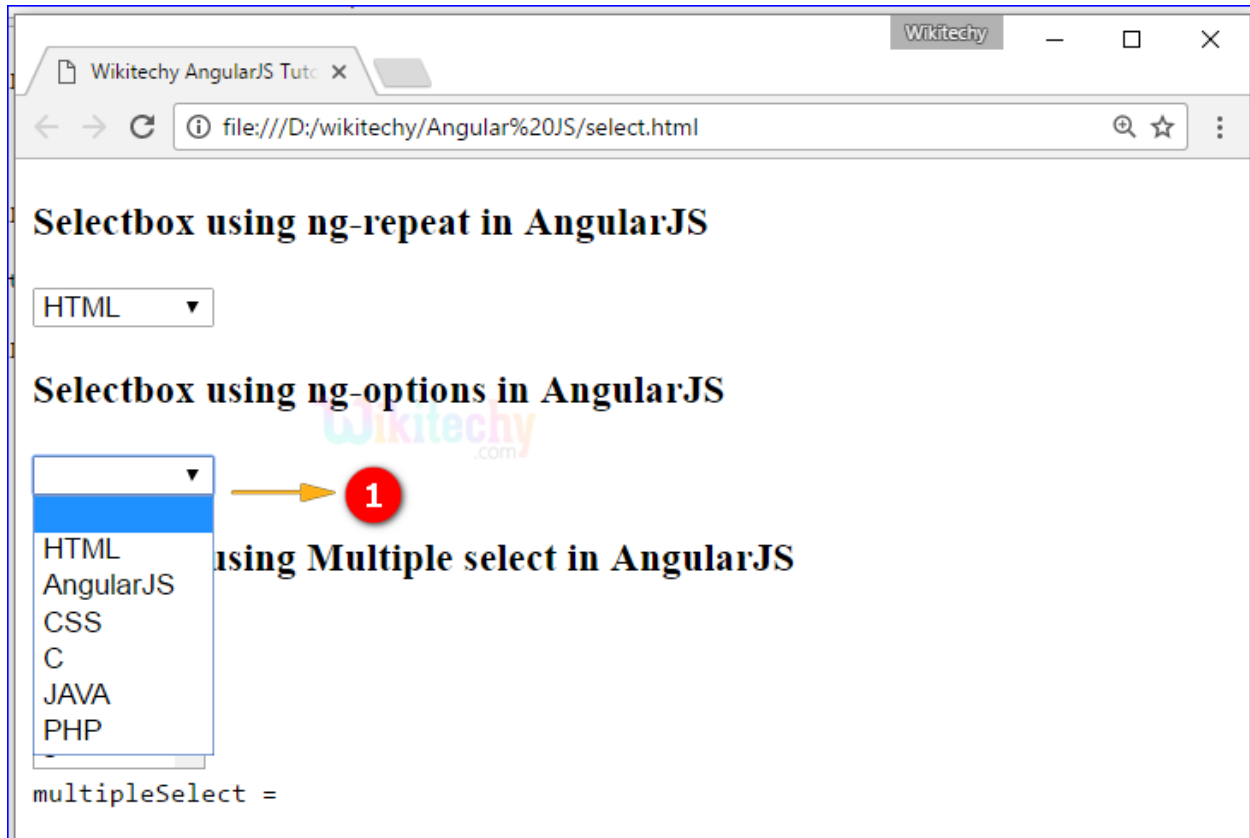 Wikitechy
Wikitechy AngularJS Tuto
file:///D:/wikitechy/Angular%20JS/select.html
Selectbox using ng-repeat in AngularJS
HTML
Selectbox using ng-options in AngularJS
Wikitechy
.com
1
using Multiple select in AngularJS
HTML
AngularJS
CSS
C
JAVA
PHP
multipleSelect =